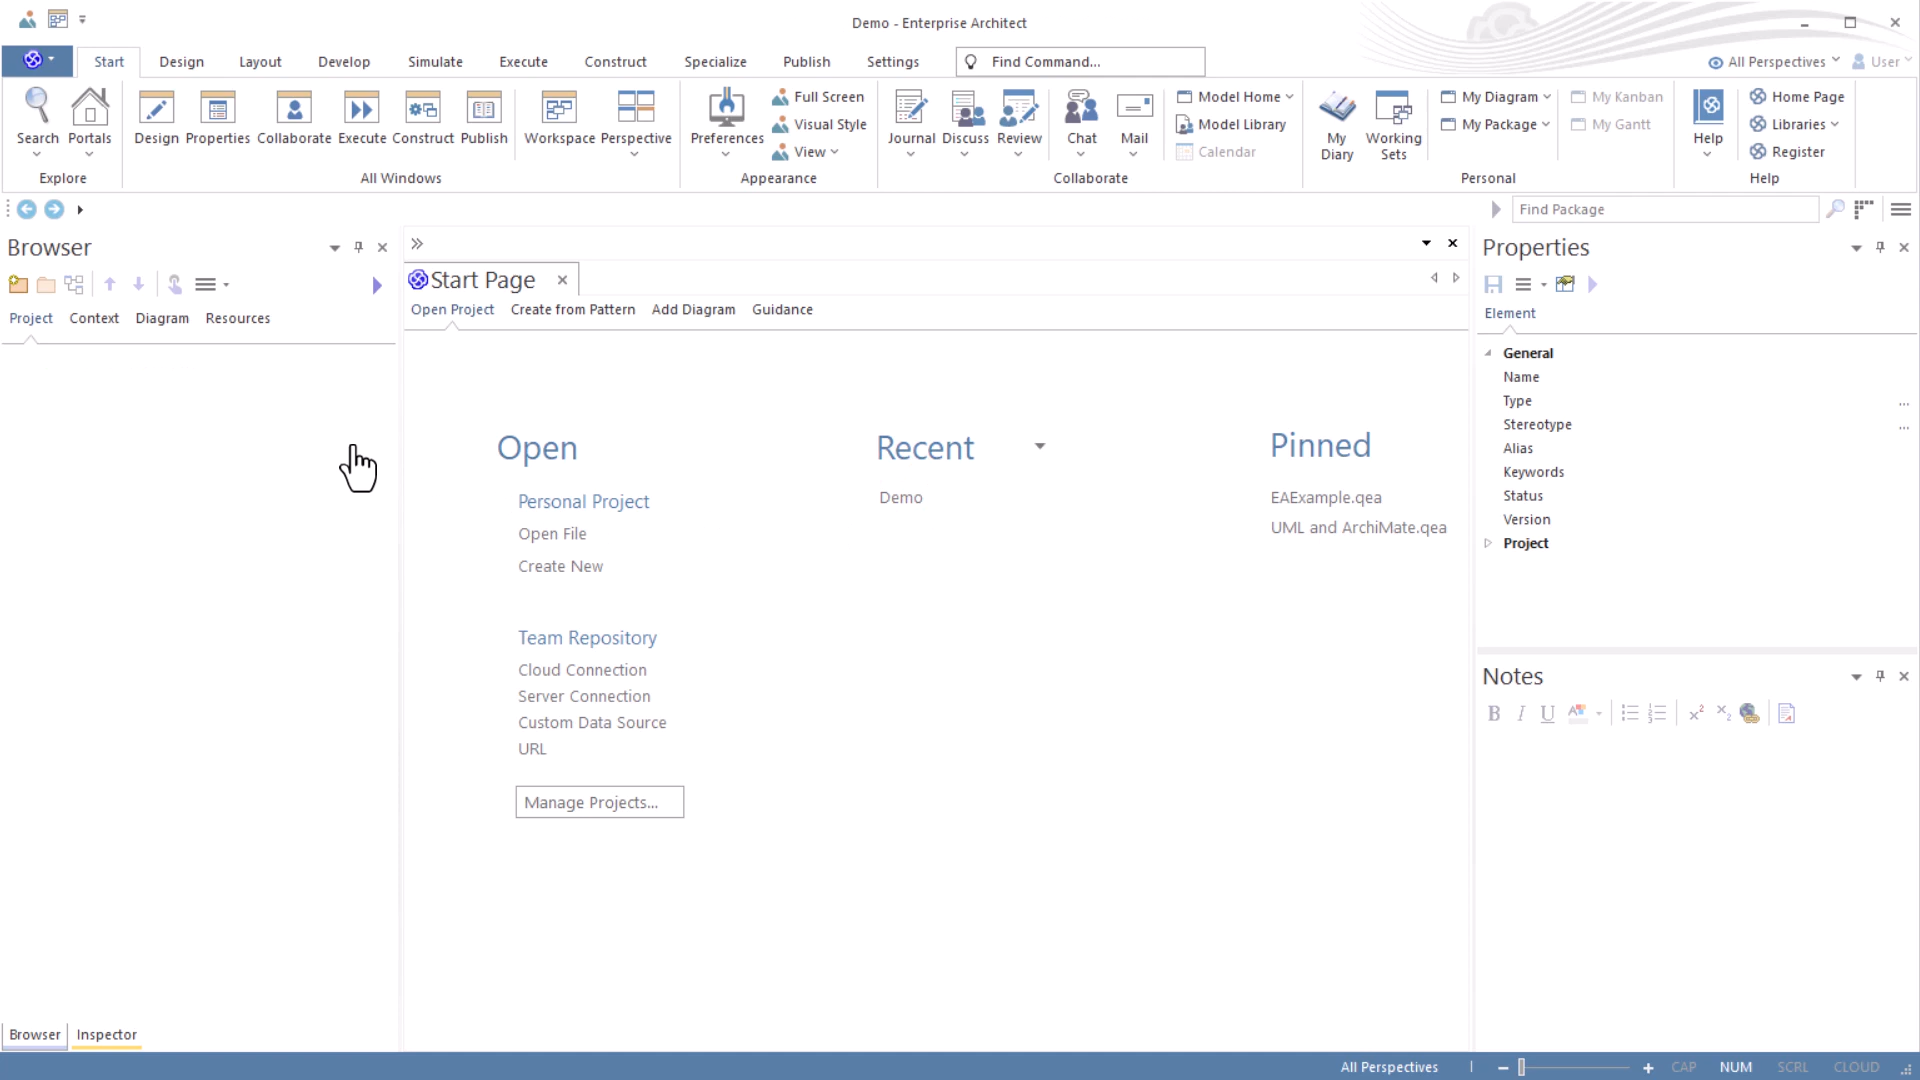 Demo - Enterprise Architect
Start Design Layout Develop Simulate Execute Construct Specialize Publish Settings Find Command... All Perspectives User
Search Portals
Explore
Design Properties Collaborate Execute Construct Publish Workspace Perspective
All Windows
Preferences
Full Screen
Visual Style
View
Appearance
Journal Discuss Review Chat Mail
Model Home
Model Library
Calendar
Collaborate
My Diary
Working Sets
My Diagram
My Package
My Kanban
My Gantt
Personal
Help
Home Page
Libraries
Register
Help
Find Package
Browser
Project Context Diagram Resources
Start Page
Open Project Create from Pattern Add Diagram Guidance
Open
Personal Project
Open File
Create New
Team Repository
Cloud Connection
Server Connection
Custom Data Source
URL
Manage Projects...
Recent
Demo
Pinned
EAExample.qea
UML and ArchiMate.qea
Properties
Element
General
Name
Type ...
Stereotype ...
Alias
Keywords
Status
Version
Project
Notes
B I U
Browser Inspector
All Perspectives CAP NUM SCRL CLOUD